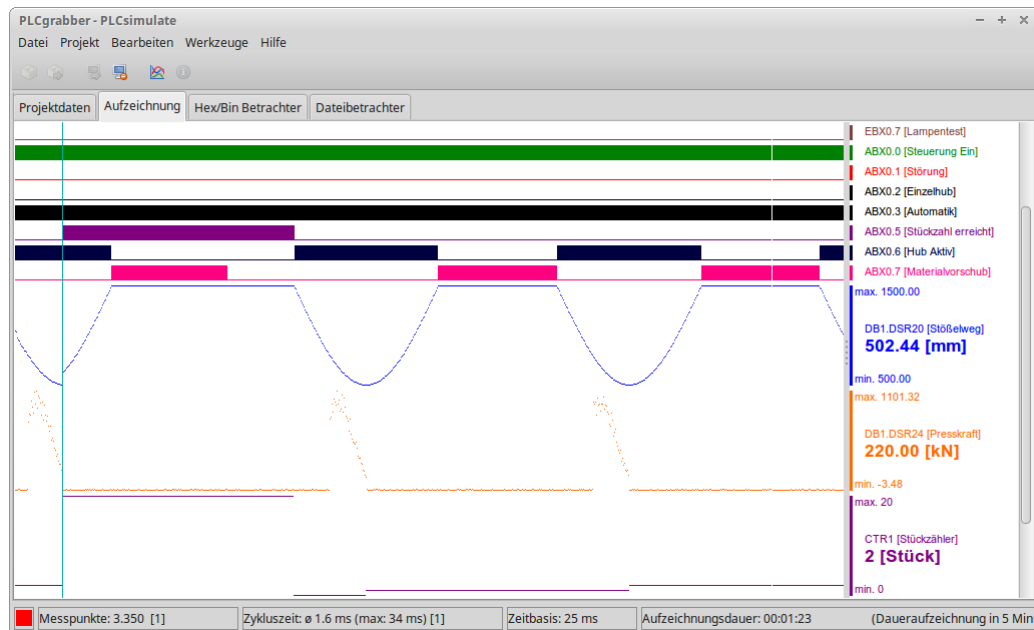 PLCgrabber - PLCsimulate
Datei Projekt Bearbeiten Werkzeuge Hilfe
Projektdaten Aufzeichnung Hex/Bin Betrachter Dateibetrachter
EBX0.7 [Lampentest]
ABX0.0 [Steuerung Ein]
ABX0.1 [Störung]
ABX0.2 [Einzelhub]
ABX0.3 [Automatik]
ABX0.5 [Stückzahl erreicht]
ABX0.6 [Hub Aktiv]
ABX0.7 [Materialvorschub]
max. 1500.00
DB1.DSR20 [Stößelweg]
502.44 [mm]
min. 500.00
max. 1101.32
DB1.DSR24 [Presskraft]
220.00 [kN]
min. -3.48
max. 20
CTR1 [Stückzähler]
2 [Stück]
min. 0
Messpunkte: 3.350 [1] Zykluszeit: ø 1.6 ms (max: 34 ms) [1] Zeitbasis: 25 ms Aufzeichnungsdauer: 00:01:23 (Daueraufzeichnung in 5 Min